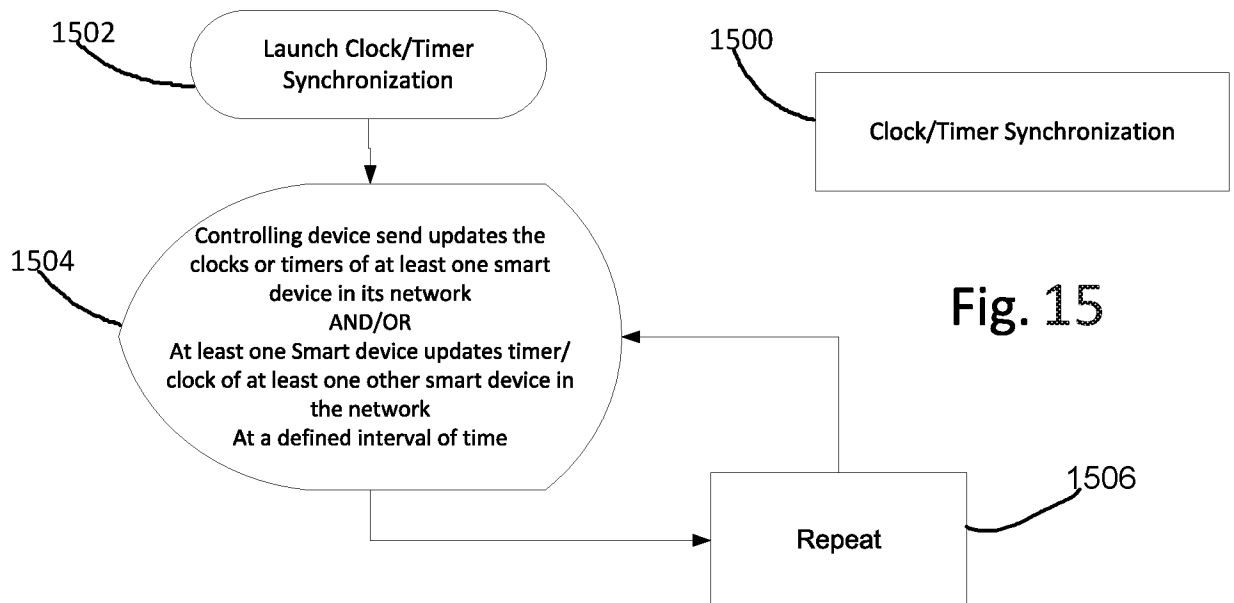 1502
Launch Clock/Timer
Synchronization
1500
Clock/Timer Synchronization
1504
Controlling device send updates the
clocks or timers of at least one smart
device in its network
AND/OR
At least one Smart device updates timer/
clock of at least one other smart device in
the network
At a defined interval of time
Fig. 15
1506
Repeat